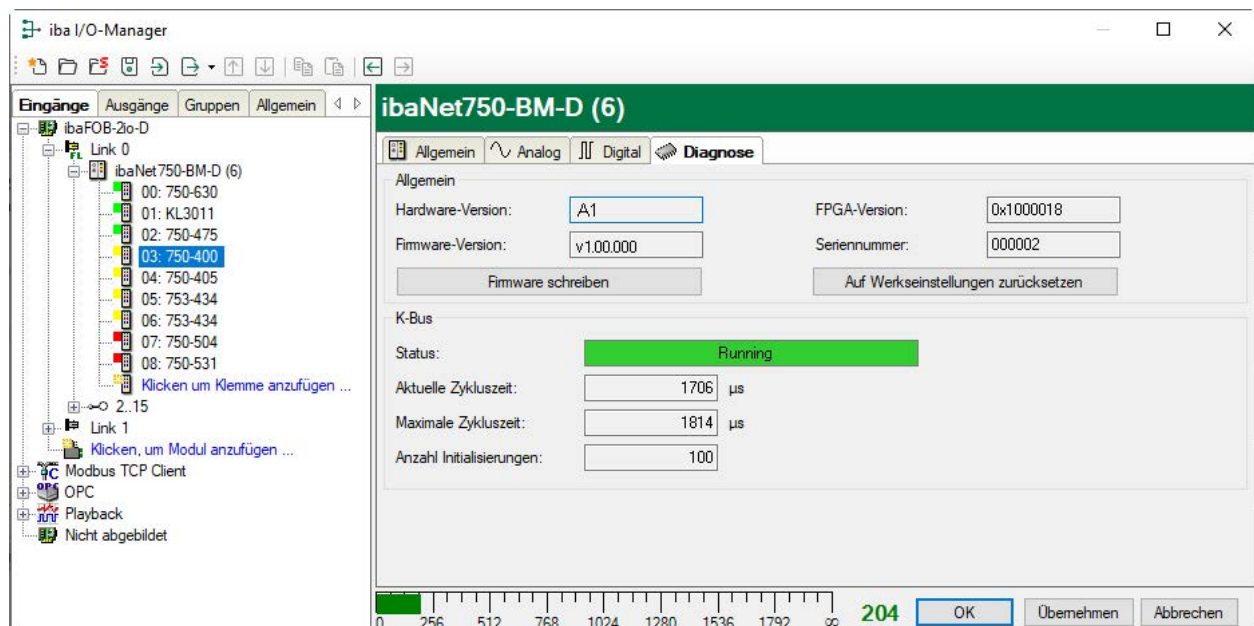 iba I/O-Manager
Eingänge Ausgänge Gruppen Allgemein
ibaFOB-2io-D
Link 0
FL
ibaNet750-BM-D (6)
00: 750-630
01: KL3011
02: 750-475
03: 750-400
04: 750-405
05: 753-434
06: 753-434
07: 750-504
08: 750-531
Klicken um Klemme anzufügen ...
2..15
Link 1
Klicken, um Modul anzufügen ...
Modbus TCP Client
OPC
Playback
Nicht abgebildet
ibaNet750-BM-D (6)
Allgemein Analog Digital Diagnose
Allgemein
Hardware-Version: A1 FPGA-Version: 0x1000018
Firmware-Version: v1.00.000 Seriennummer: 000002
Firmware schreiben Auf Werkseinstellungen zurücksetzen
K-Bus
Status: Running
Aktuelle Zykluszeit: 1706 µs
Maximale Zykluszeit: 1814 µs
Anzahl Initialisierungen: 100
0 256 512 768 1024 1280 1536 1792 ∞ 204 OK Übernehmen Abbrechen